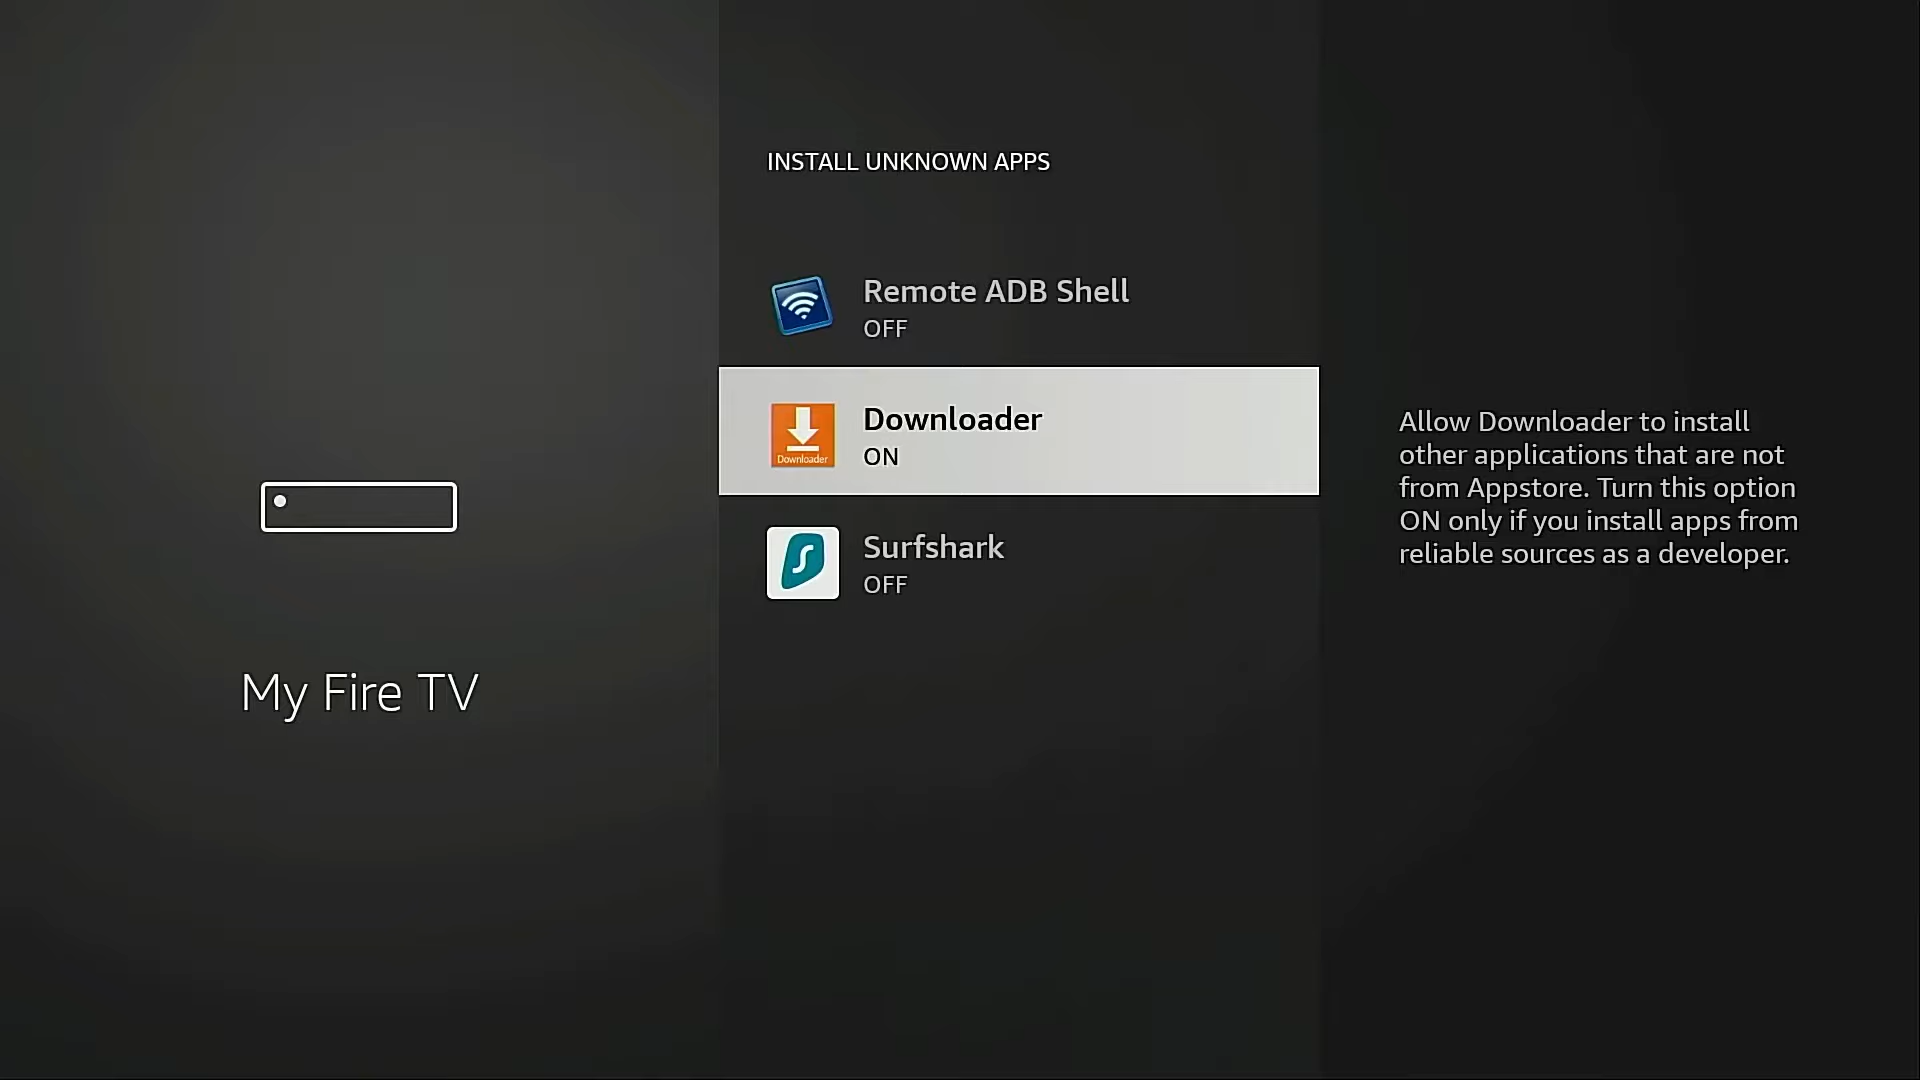 INSTALL UNKNOWN APPS
Remote ADB Shell
OFF
Downloader
Downloader
ON
Surfshark
OFF
My Fire TV
Allow Downloader to install
other applications that are not
from Appstore. Turn this option
ON only if you install apps from
reliable sources as a developer.